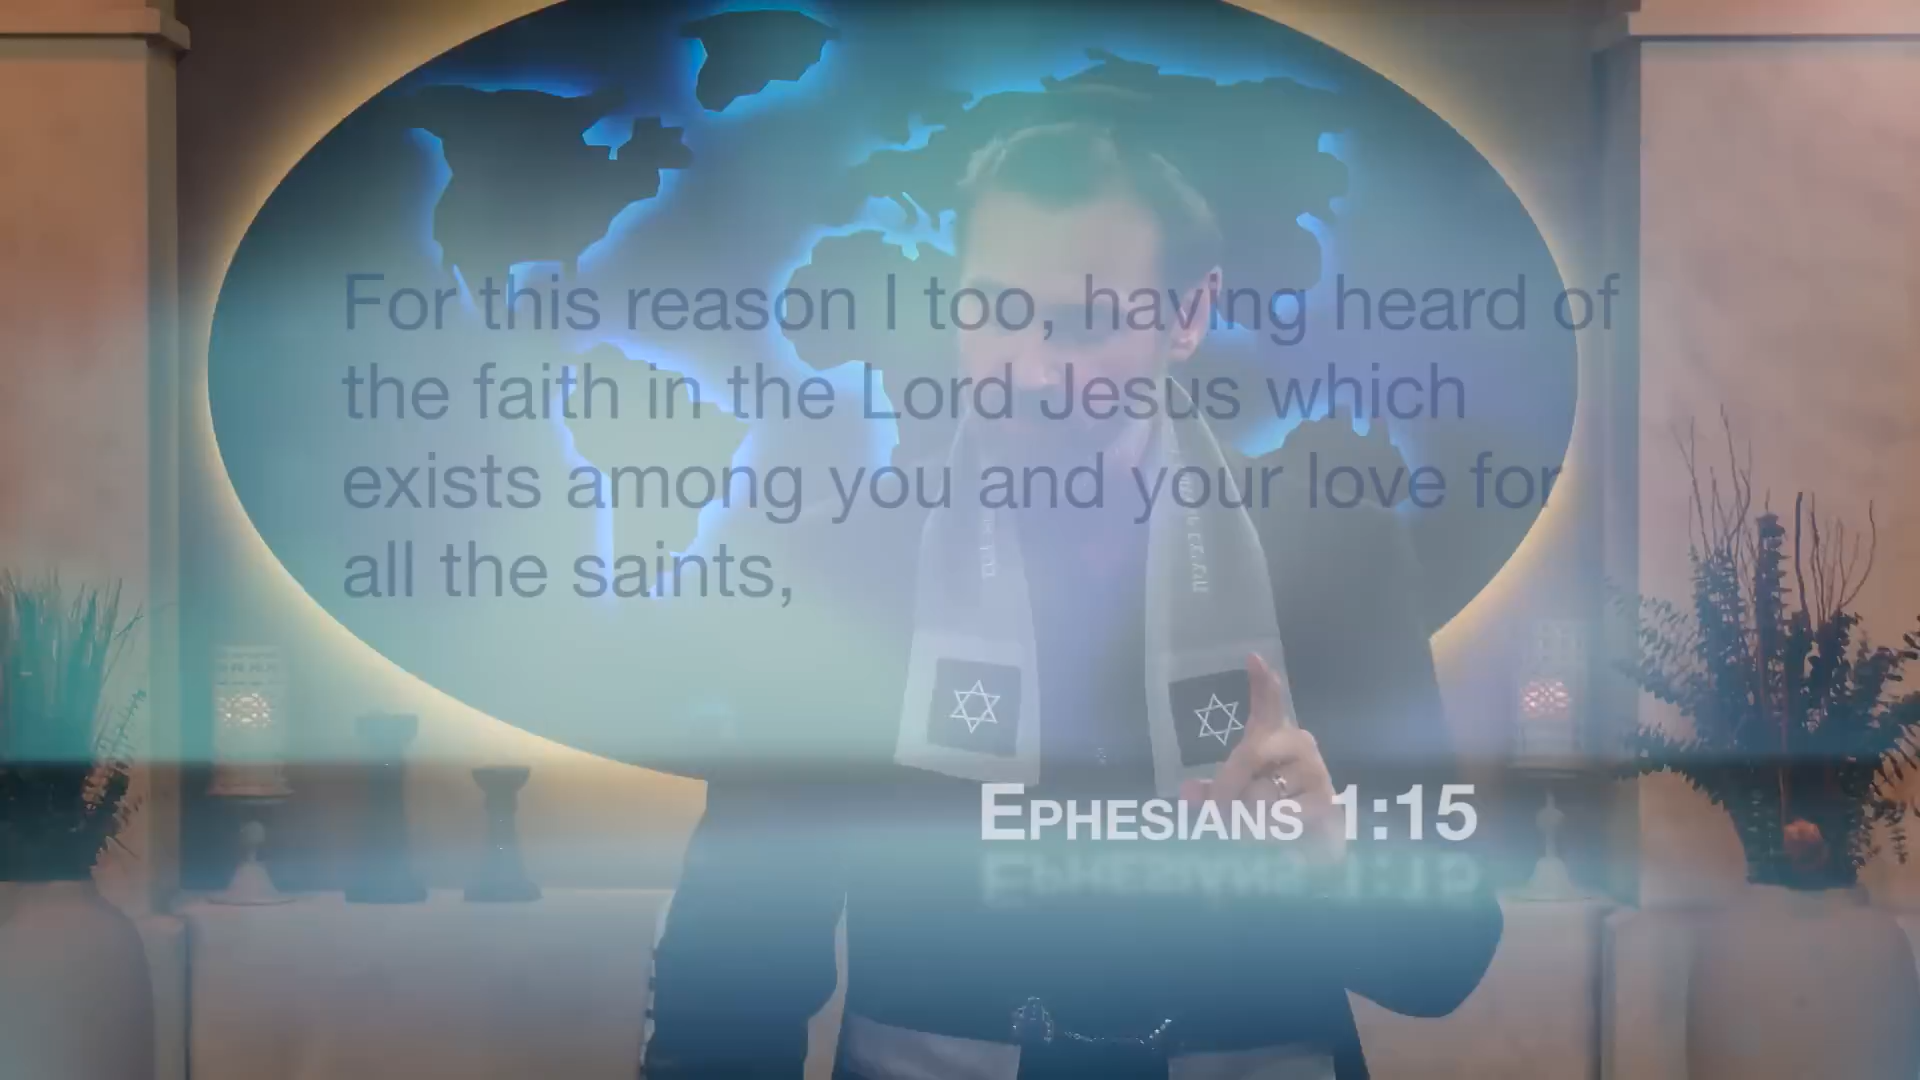 For this reason I too, having heard of
the faith in the Lord Jesus which
exists among you and your love for
all the saints,
EPHESIANS 1:15